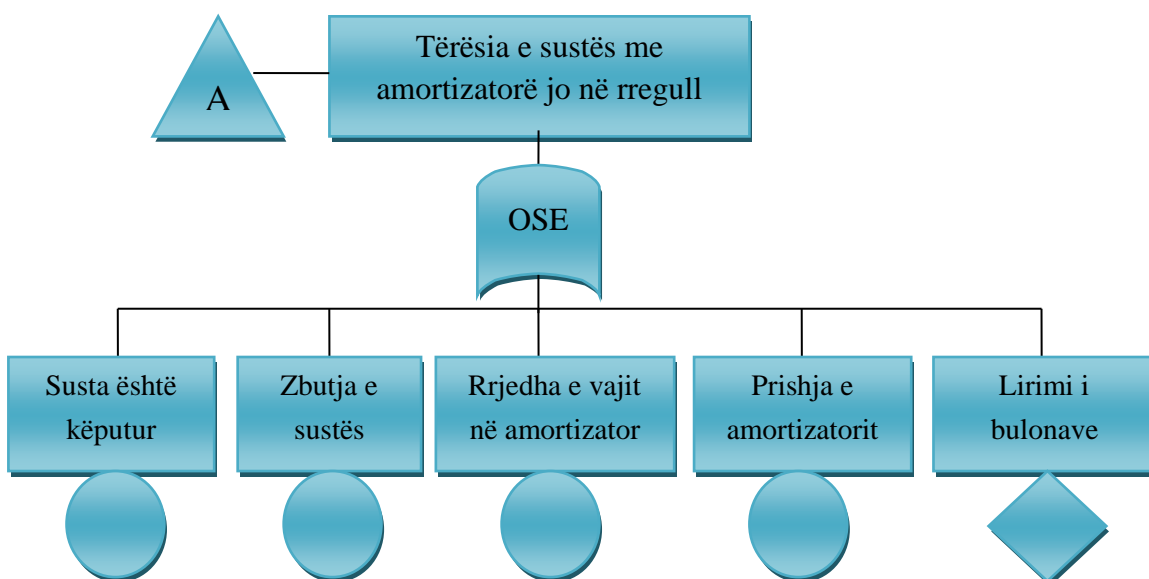 A
Tërësia e sustës me
amortizatorë jo në rregull
OSE
Susta është
këputur
Zbutja e
sustës
Rrjedha e vajit
në amortizator
Prishja e
amortizatorit
Lirimi i
bulonave